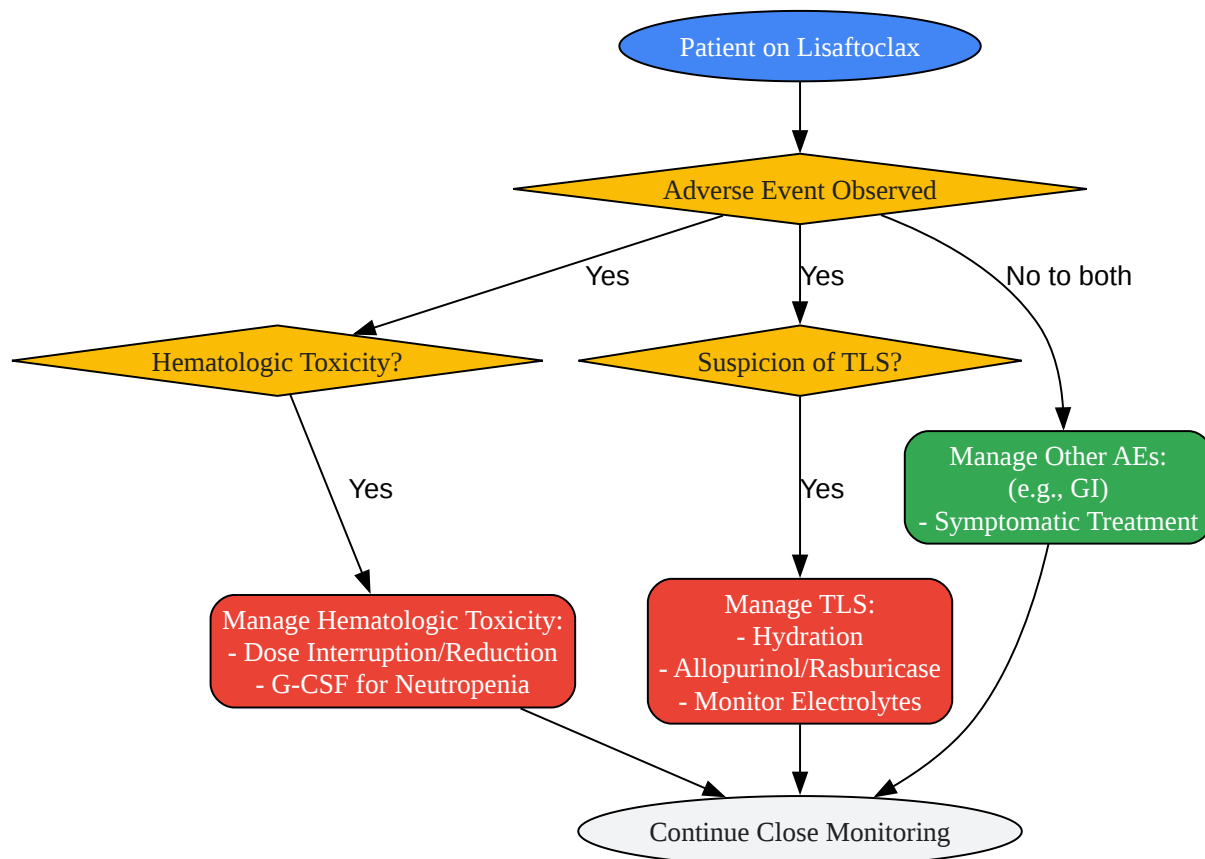 Patient on Lisaftoclax
Adverse Event Observed
Yes
Yes
No to both
Hematologic Toxicity?
Suspicion of TLS?
Yes
Yes
Manage Other AEs:
(e.g., GI)
- Symptomatic Treatment
Manage Hematologic Toxicity:
- Dose Interruption/Reduction
- G-CSF for Neutropenia
Manage TLS:
- Hydration
- Allopurinol/Rasburicase
- Monitor Electrolytes
Continue Close Monitoring